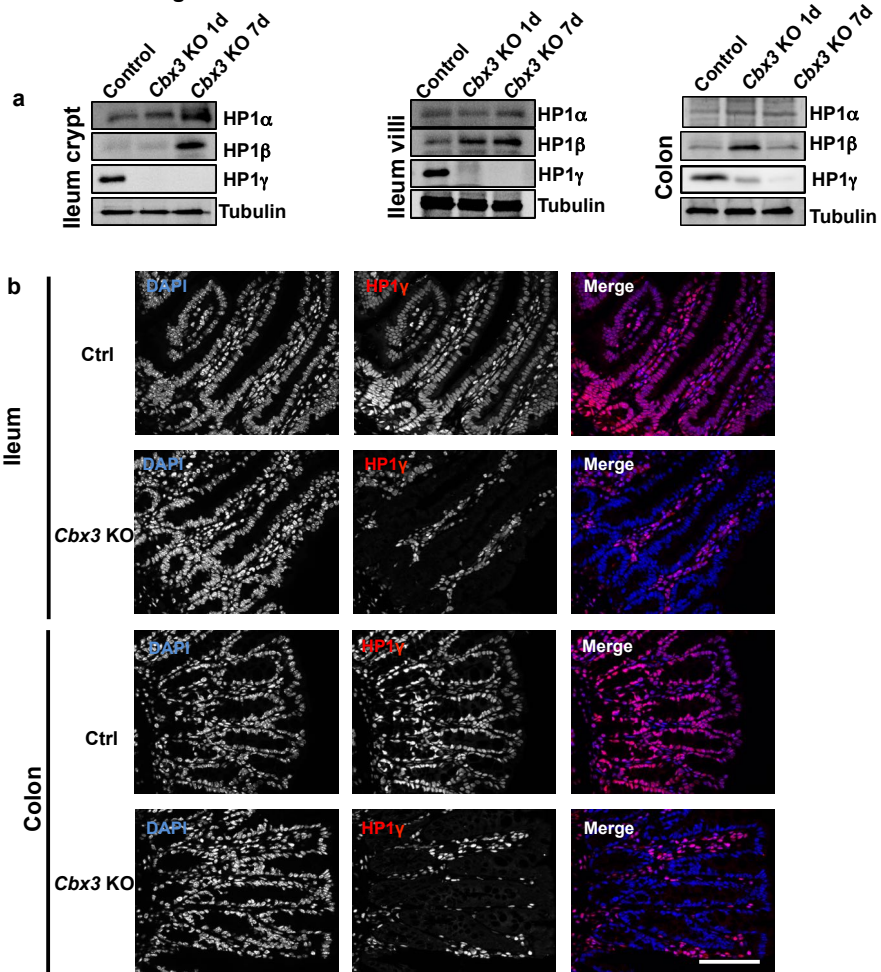 a
Control
Cbx3 KO 1d
Cbx3 KO 7d
Ileum crypt
HP1α
HP1β
HP1γ
Tubulin
Control
Cbx3 KO 1d
Cbx3 KO 7d
Ileum villi
HP1α
HP1β
HP1γ
Tubulin
Control
Cbx3 KO 1d
Cbx3 KO 7d
Colon
HP1α
HP1β
HP1γ
Tubulin
b
Ileum
Ctrl
DAPI
HP1γ
Merge
Cbx3 KO
DAPI
HP1γ
Merge
Colon
Ctrl
DAPI
HP1γ
Merge
Cbx3 KO
DAPI
HP1γ
Merge